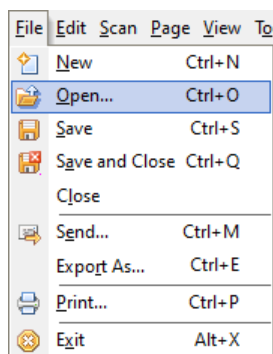 File Edit Scan Page View To
New Ctrl+N
Open... Ctrl+O
Save Ctrl+S
Save and Close Ctrl+Q
Close
Send... Ctrl+M
Export As... Ctrl+E
Print... Ctrl+P
Exit Alt+X